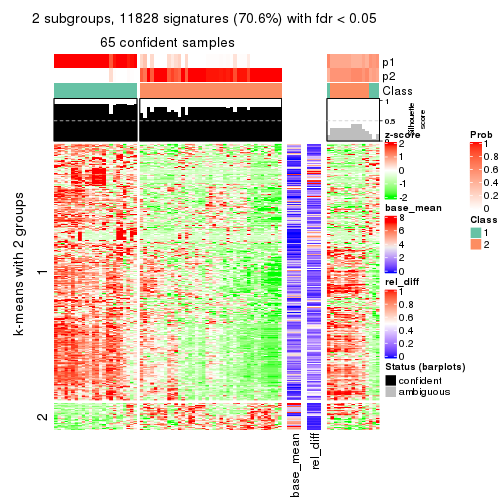 2 subgroups, 11828 signatures (70.6%) with fdr < 0.05
65 confident samples
p1
p2
Class
1
0.5
0
Silhouette
score
k-means with 2 groups
1
2
base_mean
rel_diff
z-score
2
1
0
-1
-2
base_mean
8
6
4
2
0
rel_diff
1
0.8
0.6
0.4
0.2
0
Status (barplots)
confident
ambiguous
Prob
1
0.8
0.6
0.4
0.2
0
Class
1
2